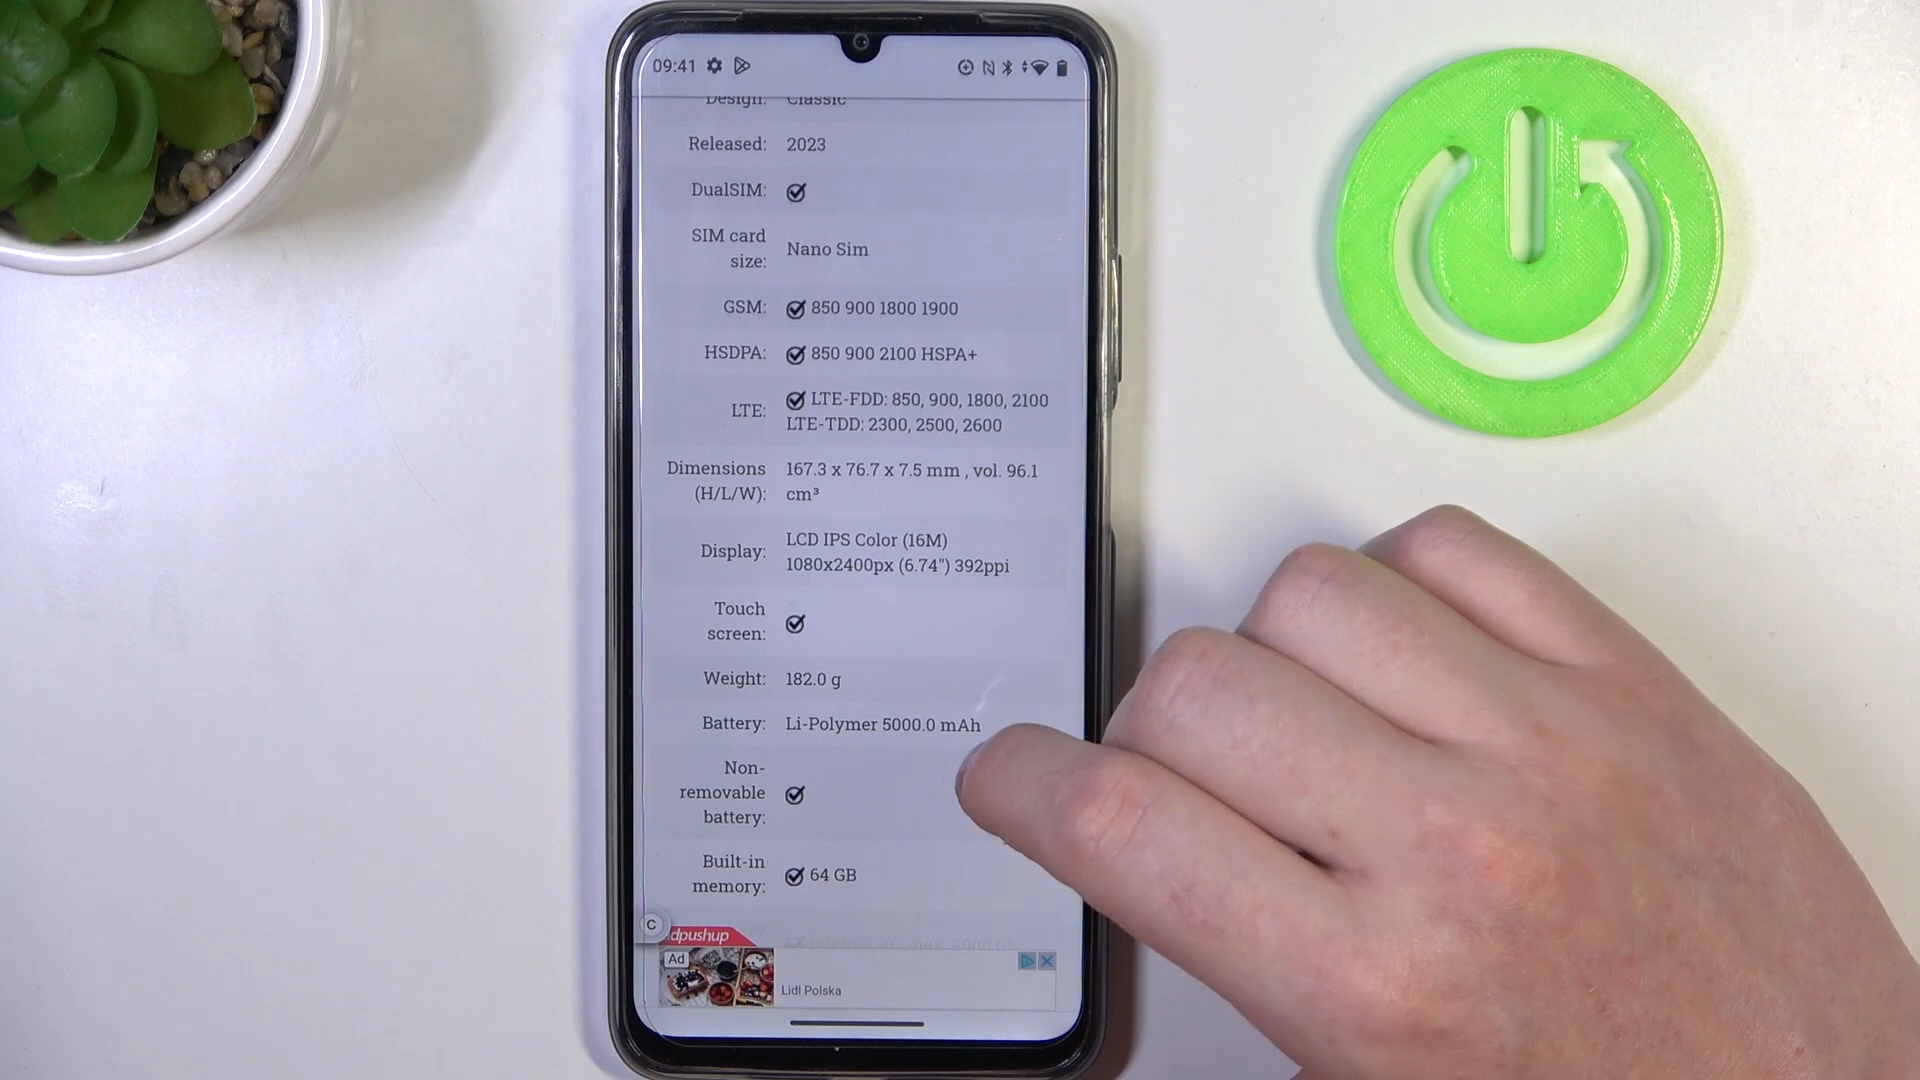 09:41
Design: Classic
Released: 2023
DualSIM:
SIM card
size: Nano Sim
GSM: 850 900 1800 1900
HSDPA: 850 900 2100 HSPA+
LTE: LTE-FDD: 850, 900, 1800, 2100
LTE-TDD: 2300, 2500, 2600
Dimensions
(H/L/W): 167.3 x 76.7 x 7.5 mm , vol. 96.1
cm³
Display: LCD IPS Color (16M)
1080x2400px (6.74") 392ppi
Touch
screen:
Weight: 182.0 g
Battery: Li-Polymer 5000.0 mAh
Non-
removable
battery:
Built-in
memory: 64 GB
C
dpushup
Ad
Lidl Polska